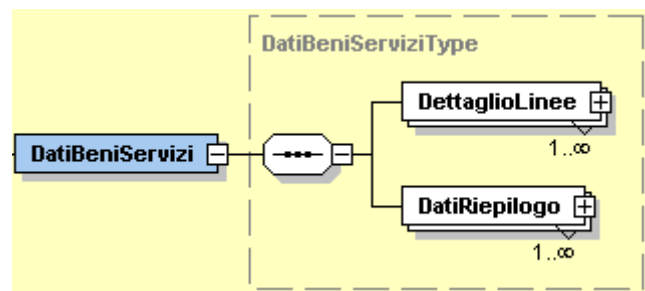 DatiBeniServiziType
DettaglioLinee
1..∞
DatiBeniServizi
DatiRiepilogo
1..∞